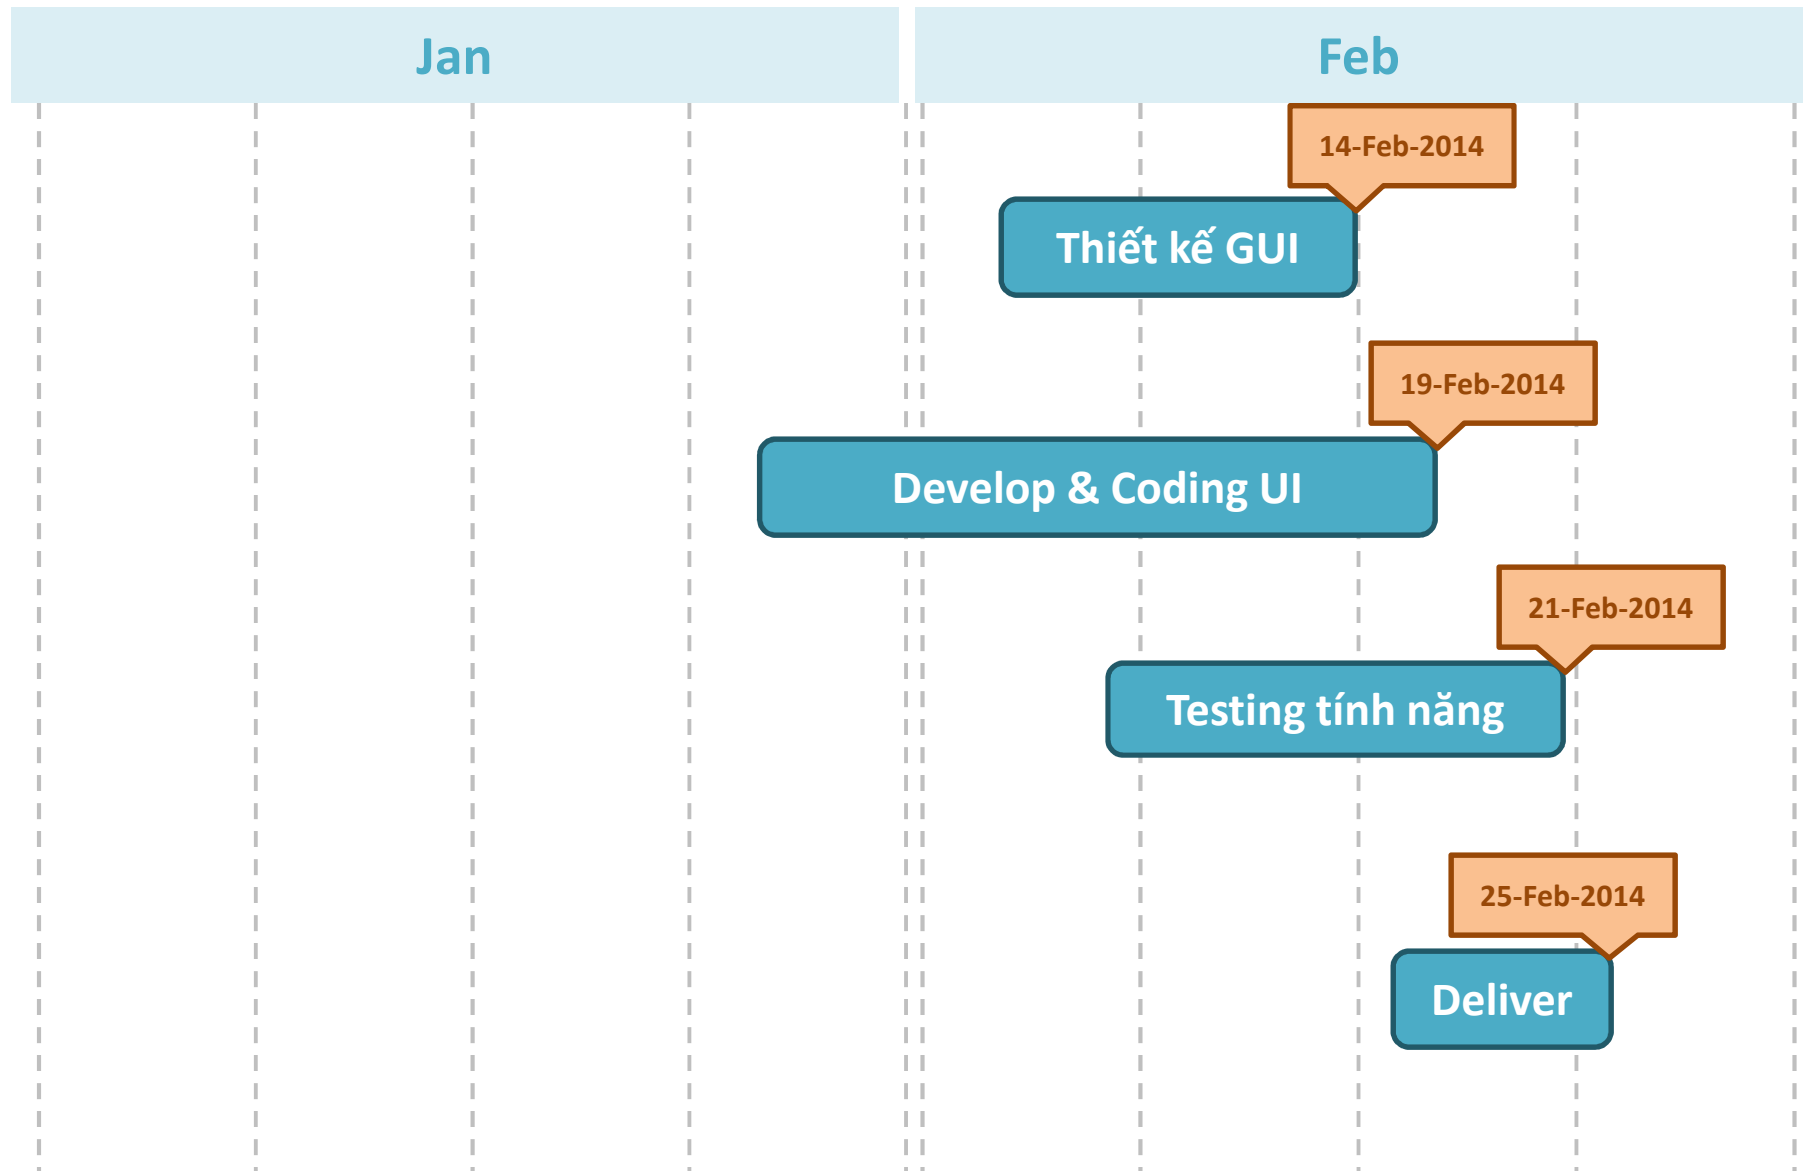 Jan
Feb
14-Feb-2014
Thiết kế GUI
19-Feb-2014
Develop & Coding UI
21-Feb-2014
Testing tính năng
25-Feb-2014
Deliver